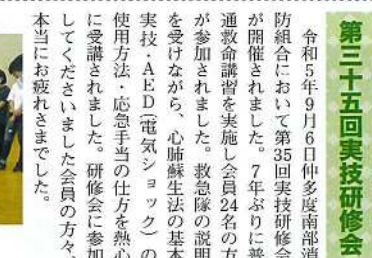 第三十五回実技研修会
令和5年9月6日仲多度南部消
防組合において第35回実技研修会
が開催されました。7年ぶりに普
通救命講習を実施し会員24名の方
が参加されました。救急隊の説明
を受けながら、心肺蘇生法の基本
実技・AED(電気ショック)の
使用方法・応急手当の仕方を熱心
に受講されました。研修会に参加
してくださいました会員の方々、
本当にお疲れさまでした。